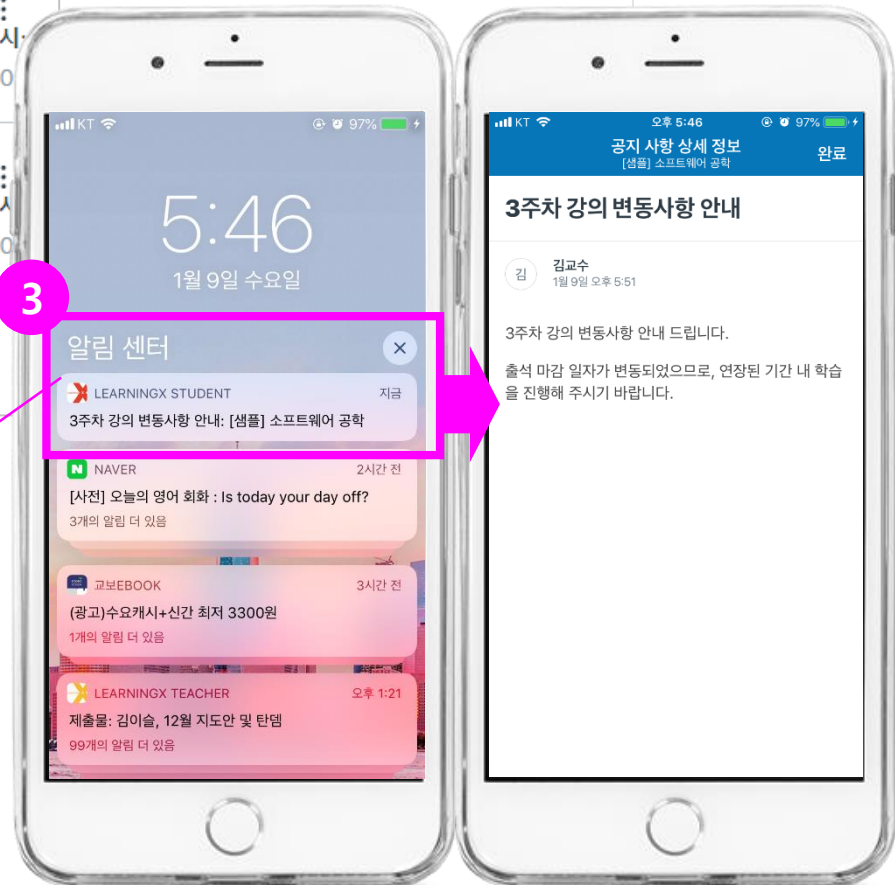 시
3
KT
97%
5:46
1월 9일 수요일
알림 센터
LEARNINGX STUDENT
지금
3주차 강의 변동사항 안내: [샘플] 소프트웨어 공학
N NAVER
2시간 전
[사전] 오늘의 영어 회화 : Is today your day off?
3개의 알림 더 있음
교보EBOOK
3시간 전
(광고)수요캐시+신간 최저 3300원
1개의 알림 더 있음
LEARNINGX TEACHER
오후 1:21
제출물: 김이슬, 12월 지도안 및 탄뎀
99개의 알림 더 있음
KT
오후 5:46
97%
공지 사항 상세 정보
[샘플] 소프트웨어 공학
완료
3주차 강의 변동사항 안내
김
김교수
1월 9일 오후 5:51
3주차 강의 변동사항 안내 드립니다.
출석 마감 일자가 변동되었으므로, 연장된 기간 내 학습
을 진행해 주시기 바랍니다.